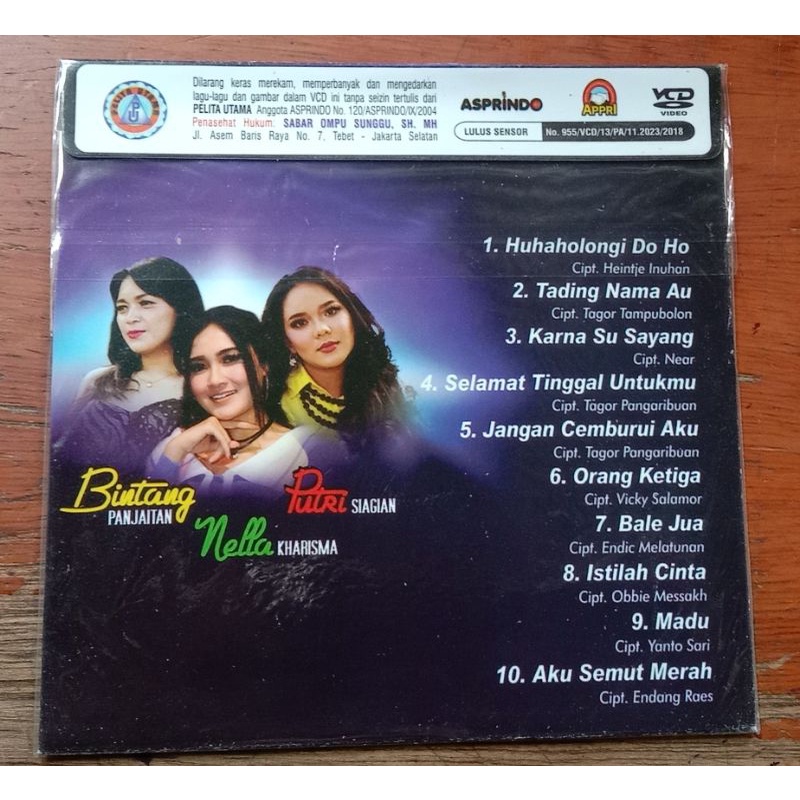 PELITA UTAMA
PU
Dilarang keras merekam, memperbanyak dan mengedarkan
lagu-lagu dan gambar dalam VCD ini tanpa seizin tertulis dari
PELITA UTAMA Anggota ASPRINDO No. 120/ASPRINDO/IX/2004
Penasehat Hukum: SABAR OMPU SUNGGU, SH. MH
Jl. Asem Baris Raya No. 7, Tebet - Jakarta Selatan
ASPRINDO
APPRI
VCD
VIDEO
LULUS SENSOR
No. 955/VCD/13/PA/11.2023/2018
1. Huhaholongi Do Ho
Cipt. Heintje Inuhan
2. Tading Nama Au
Cipt. Tagor Tampubolon
3. Karna Su Sayang
Cipt. Near
4. Selamat Tinggal Untukmu
Cipt. Tagor Pangaribuan
5. Jangan Cemburui Aku
Cipt. Tagor Pangaribuan
6. Orang Ketiga
Cipt. Vicky Salamor
7. Bale Jua
Cipt. Endic Melatunan
8. Istilah Cinta
Cipt. Obbie Messakh
9. Madu
Cipt. Yanto Sari
10. Aku Semut Merah
Cipt. Endang Raes
Bintang
PANJAITAN
Nella KHARISMA
Putri SIAGIAN